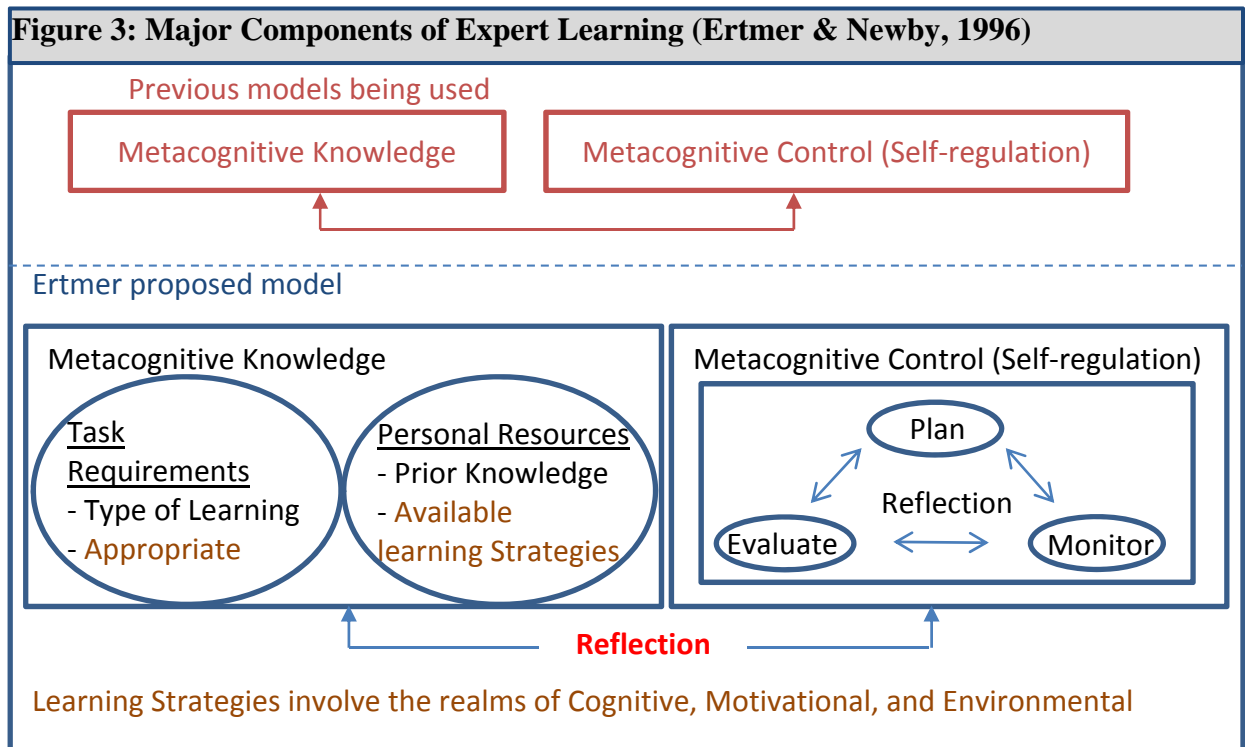 Figure 3: Major Components of Expert Learning (Ertmer & Newby, 1996)
Previous models being used
Metacognitive Knowledge
Metacognitive Control (Self-regulation)
Ertmer proposed model
Metacognitive Knowledge
Task
Requirements
- Type of Learning
- Appropriate
Personal Resources
- Prior Knowledge
- Available
learning Strategies
Metacognitive Control (Self-regulation)
Plan
Reflection
Evaluate
Monitor
Reflection
Learning Strategies involve the realms of Cognitive, Motivational, and Environmental